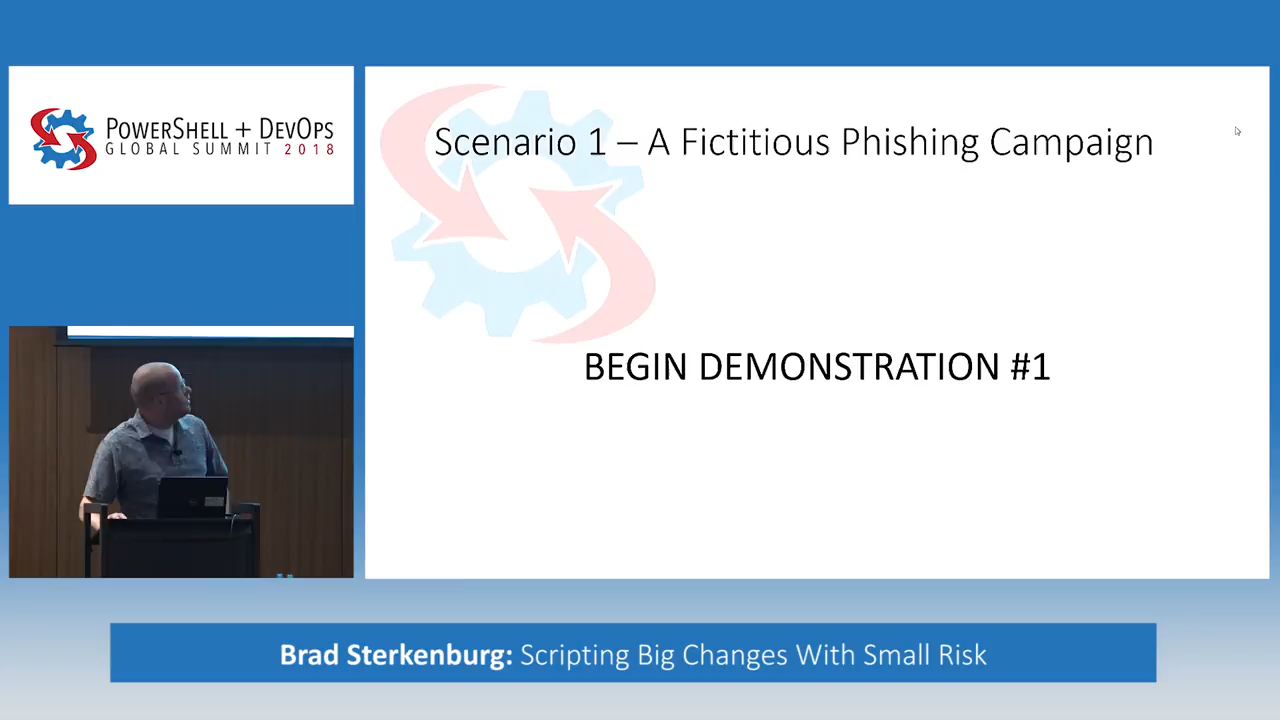 POWERSHELL + DEVOPS
GLOBAL SUMMIT 2018
Scenario 1 – A Fictitious Phishing Campaign
BEGIN DEMONSTRATION #1
Brad Sterkenburg: Scripting Big Changes With Small Risk